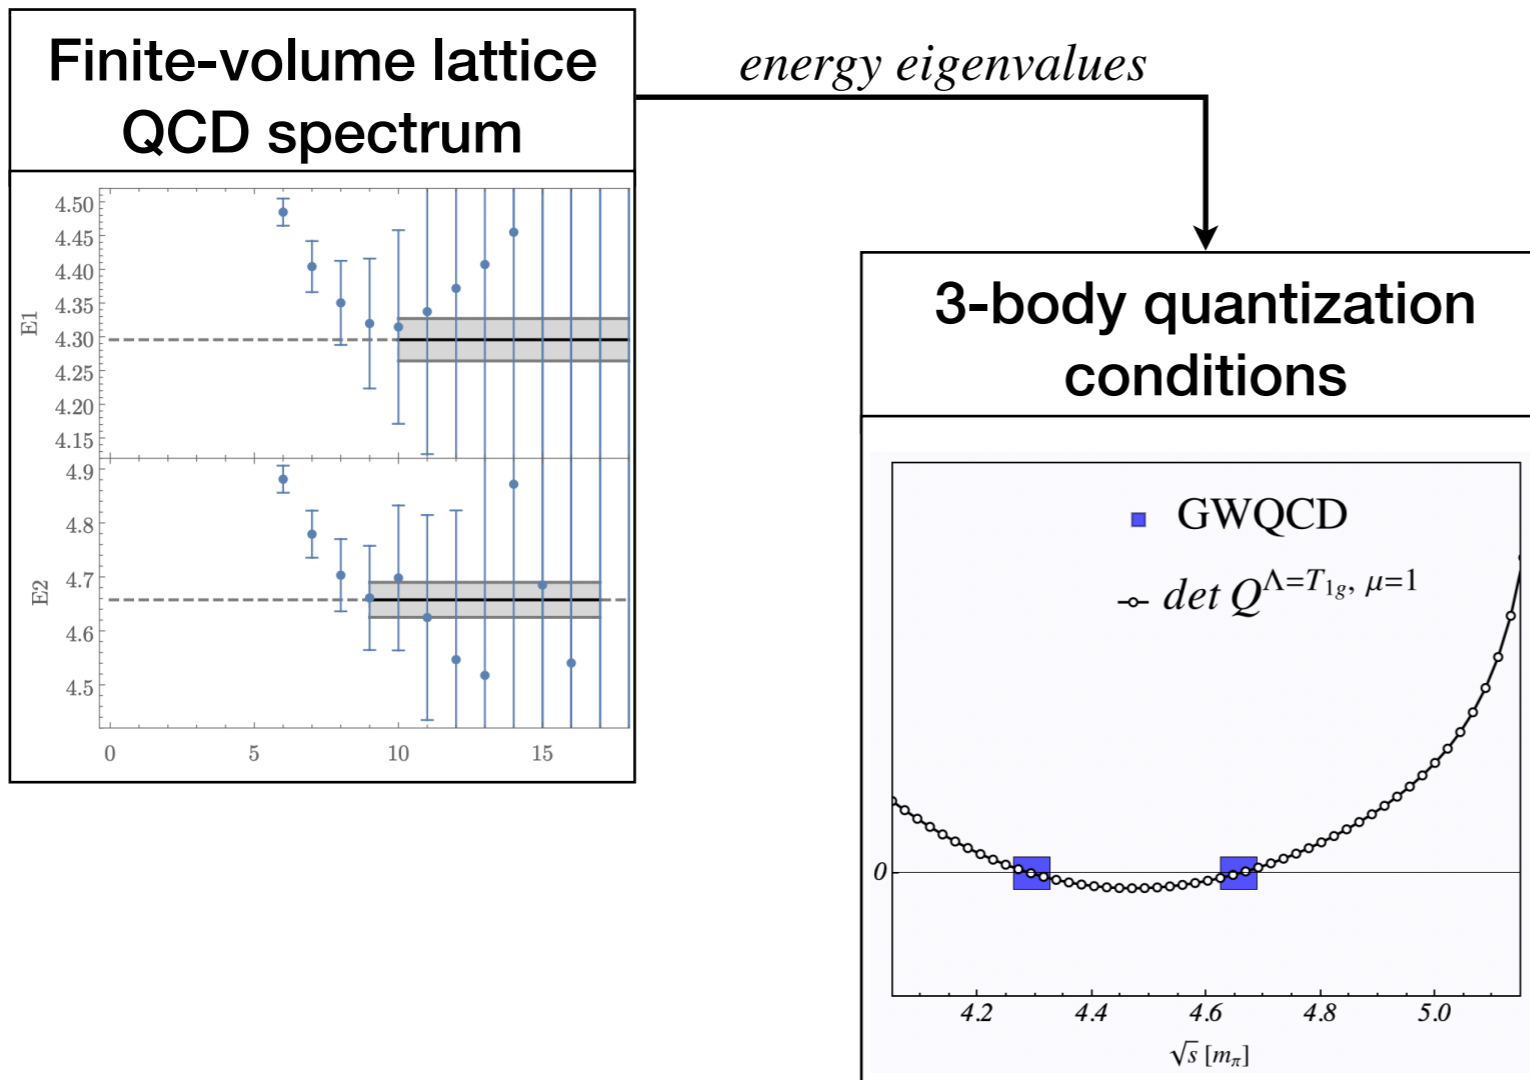 Finite-volume lattice
QCD spectrum
energy eigenvalues
4.50
4.45
4.40
4.35
4.30
4.25
4.20
4.15
E1
4.9
4.8
4.7
4.6
4.5
E2
0 5 10 15
3-body quantization
conditions
GWQCD
det Q^{Λ=T_{1g}, μ=1}
0
4.2 4.4 4.6 4.8 5.0
√s [m_π]